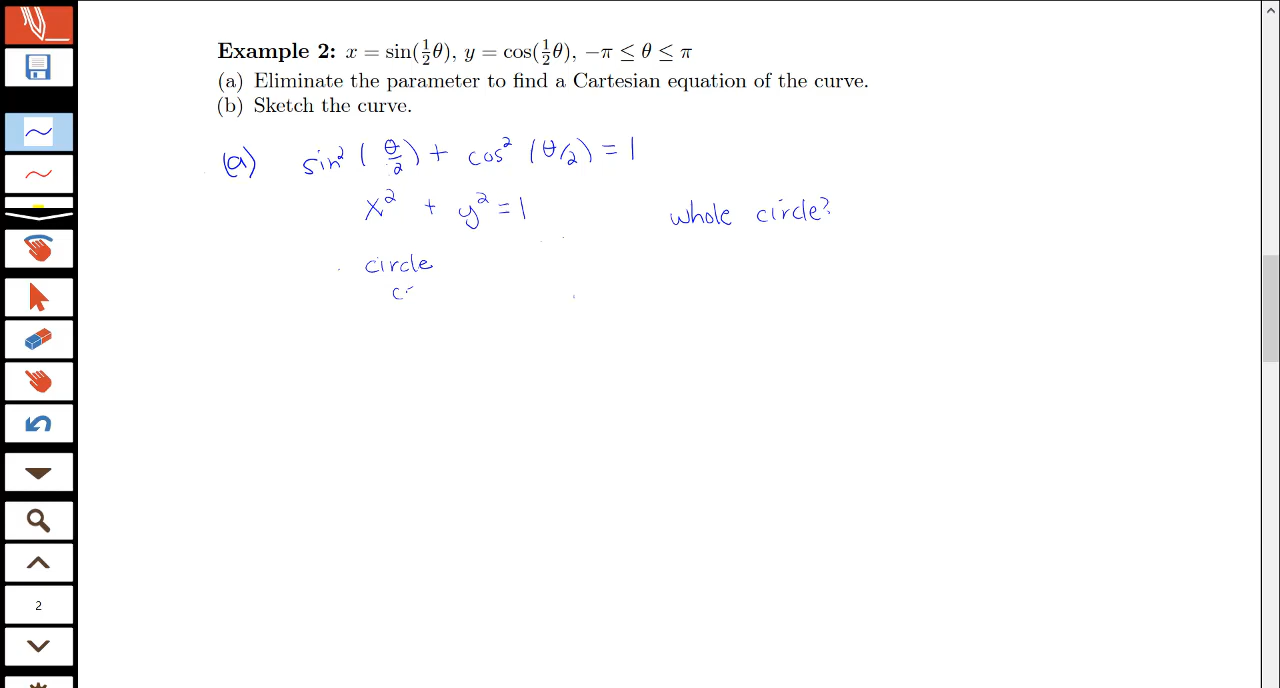 Example 2: x = sin(½θ), y = cos(½θ), −π ≤ θ ≤ π
(a) Eliminate the parameter to find a Cartesian equation of the curve.
(b) Sketch the curve.
(a) sin² (θ/2) + cos² (θ/2) = 1
x² + y² = 1 whole circle?
circle
c
2